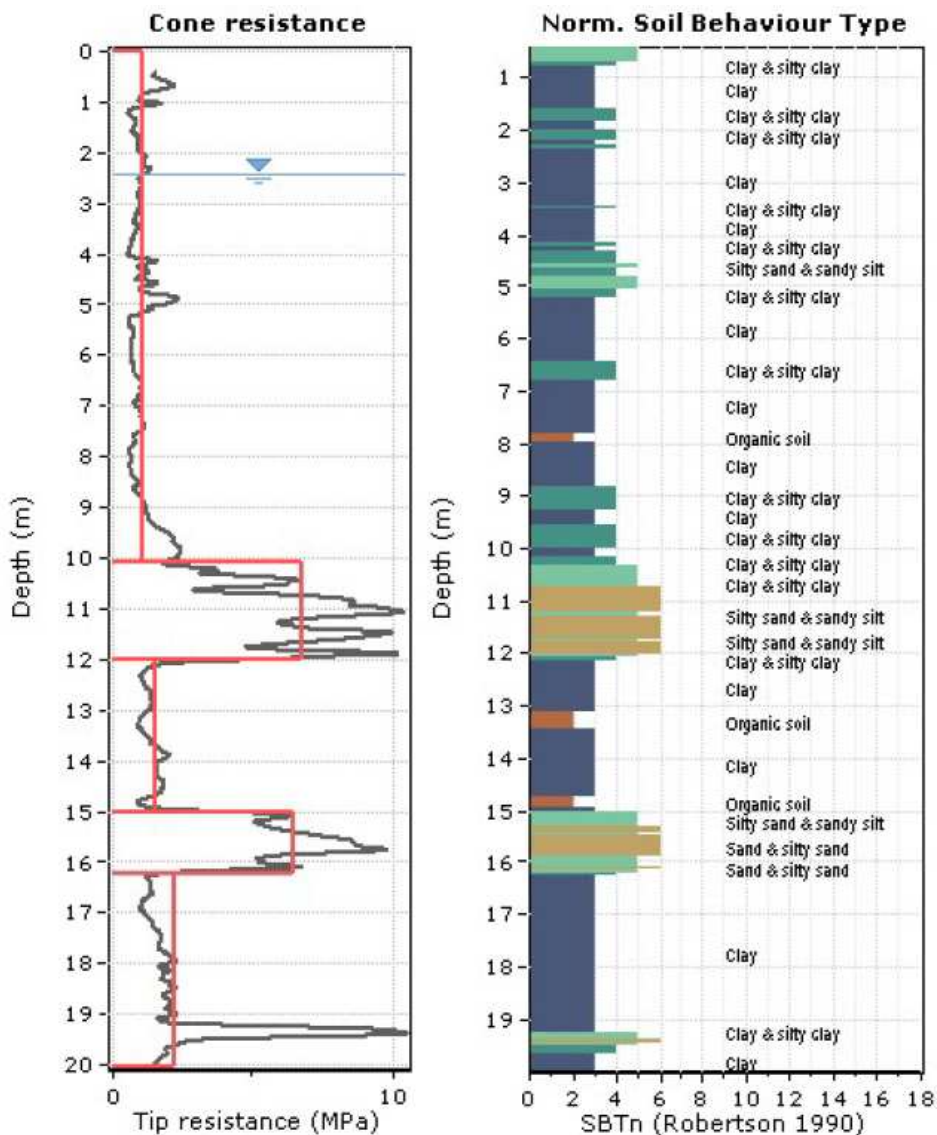 Cone resistance
0
1
2
3
4
5
6
7
8
9
10
11
12
13
14
15
16
17
18
19
20
Depth (m)
0
10
Tip resistance (MPa)
Norm. Soil Behaviour Type
1
2
3
4
5
6
7
8
9
10
11
12
13
14
15
16
17
18
19
Depth (m)
Clay & silty clay
Clay
Clay & silty clay
Clay & silty clay
Clay
Clay & silty clay
Clay
Clay & silty clay
Silty sand & sandy silt
Clay & silty clay
Clay
Clay & silty clay
Clay
Organic soil
Clay
Clay & silty clay
Clay
Clay & silty clay
Clay & silty clay
Clay & silty clay
Silty sand & sandy silt
Silty sand & sandy silt
Clay & silty clay
Clay
Organic soil
Clay
Organic soil
Silty sand & sandy silt
Sand & silty sand
Sand & silty sand
Clay
Clay & silty clay
Clay
0 2 4 6 8 10 12 14 16 18
SBTn (Robertson 1990)